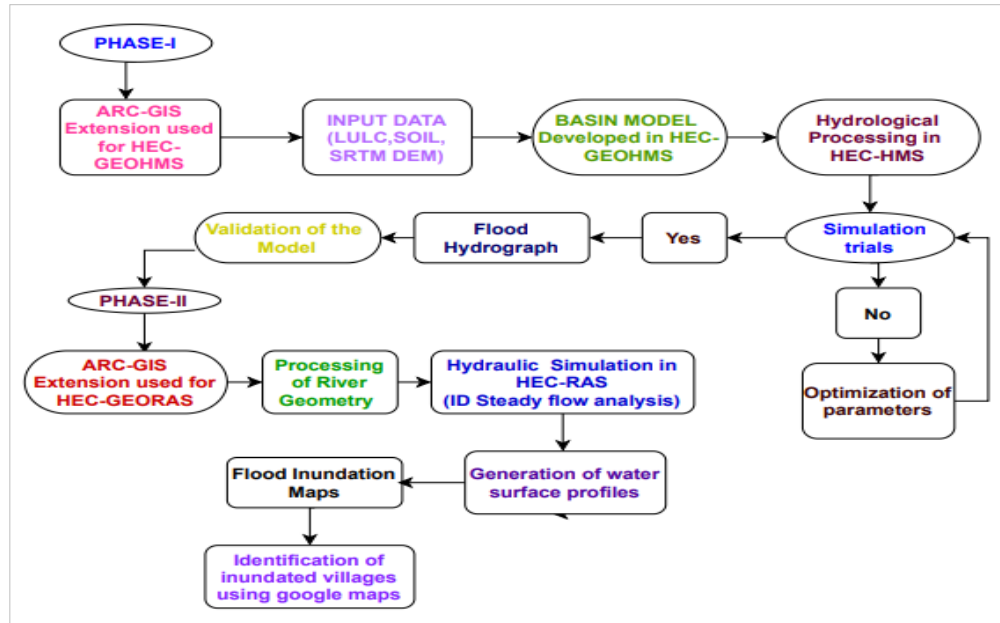 PHASE-I
ARC-GIS
Extension used
for HEC-
GEOHMS
INPUT DATA
(LULC,SOIL,
SRTM DEM)
BASIN MODEL
Developed in HEC-
GEOHMS
Hydrological
Processing in
HEC-HMS
Validation of the
Model
Flood
Hydrograph
Yes
Simulation
trials
No
Optimization of
parameters
PHASE-II
ARC-GIS
Extension used for
HEC-GEORAS
Processing
of River
Geometry
Hydraulic Simulation in
HEC-RAS
(ID Steady flow analysis)
Flood Inundation
Maps
Generation of water
surface profiles
Identification of
inundated villages
using google maps